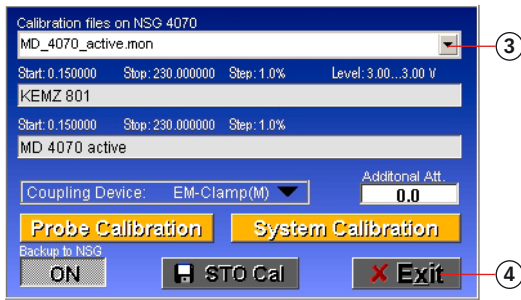 Calibration files on NSG 4070
MD_4070_active.mon
3
Start: 0.150000 Stop: 230.000000 Step: 1.0% Level: 3.00...3.00 V
KEMZ 801
Start: 0.150000 Stop: 230.000000 Step: 1.0%
MD 4070 active
Additonal Att.
Coupling Device: EM-Clamp(M) 0.0
Probe Calibration System Calibration
Backup to NSG
ON STO Cal Exit 4